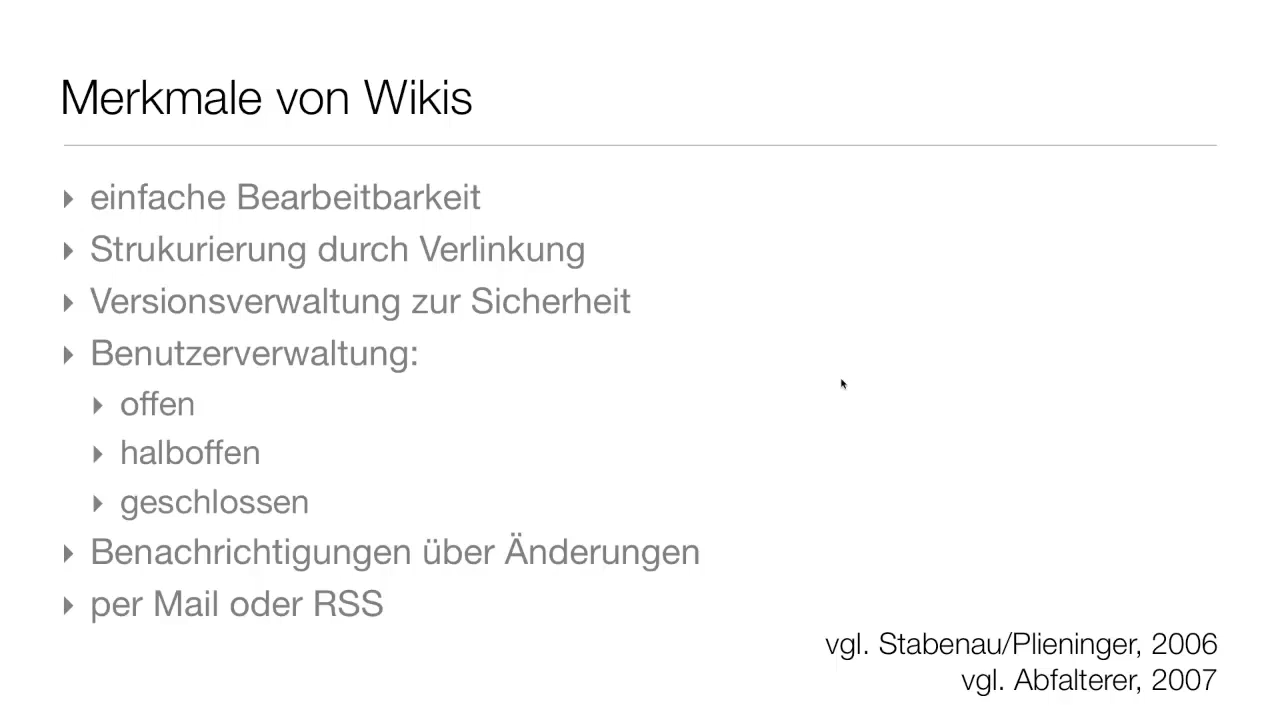 Merkmale von Wikis
einfache Bearbeitbarkeit
Strukurierung durch Verlinkung
Versionsverwaltung zur Sicherheit
Benutzerverwaltung:
offen
halboffen
geschlossen
Benachrichtigungen über Änderungen
per Mail oder RSS
vgl. Stabenau/Plieninger, 2006
vgl. Abfalterer, 2007